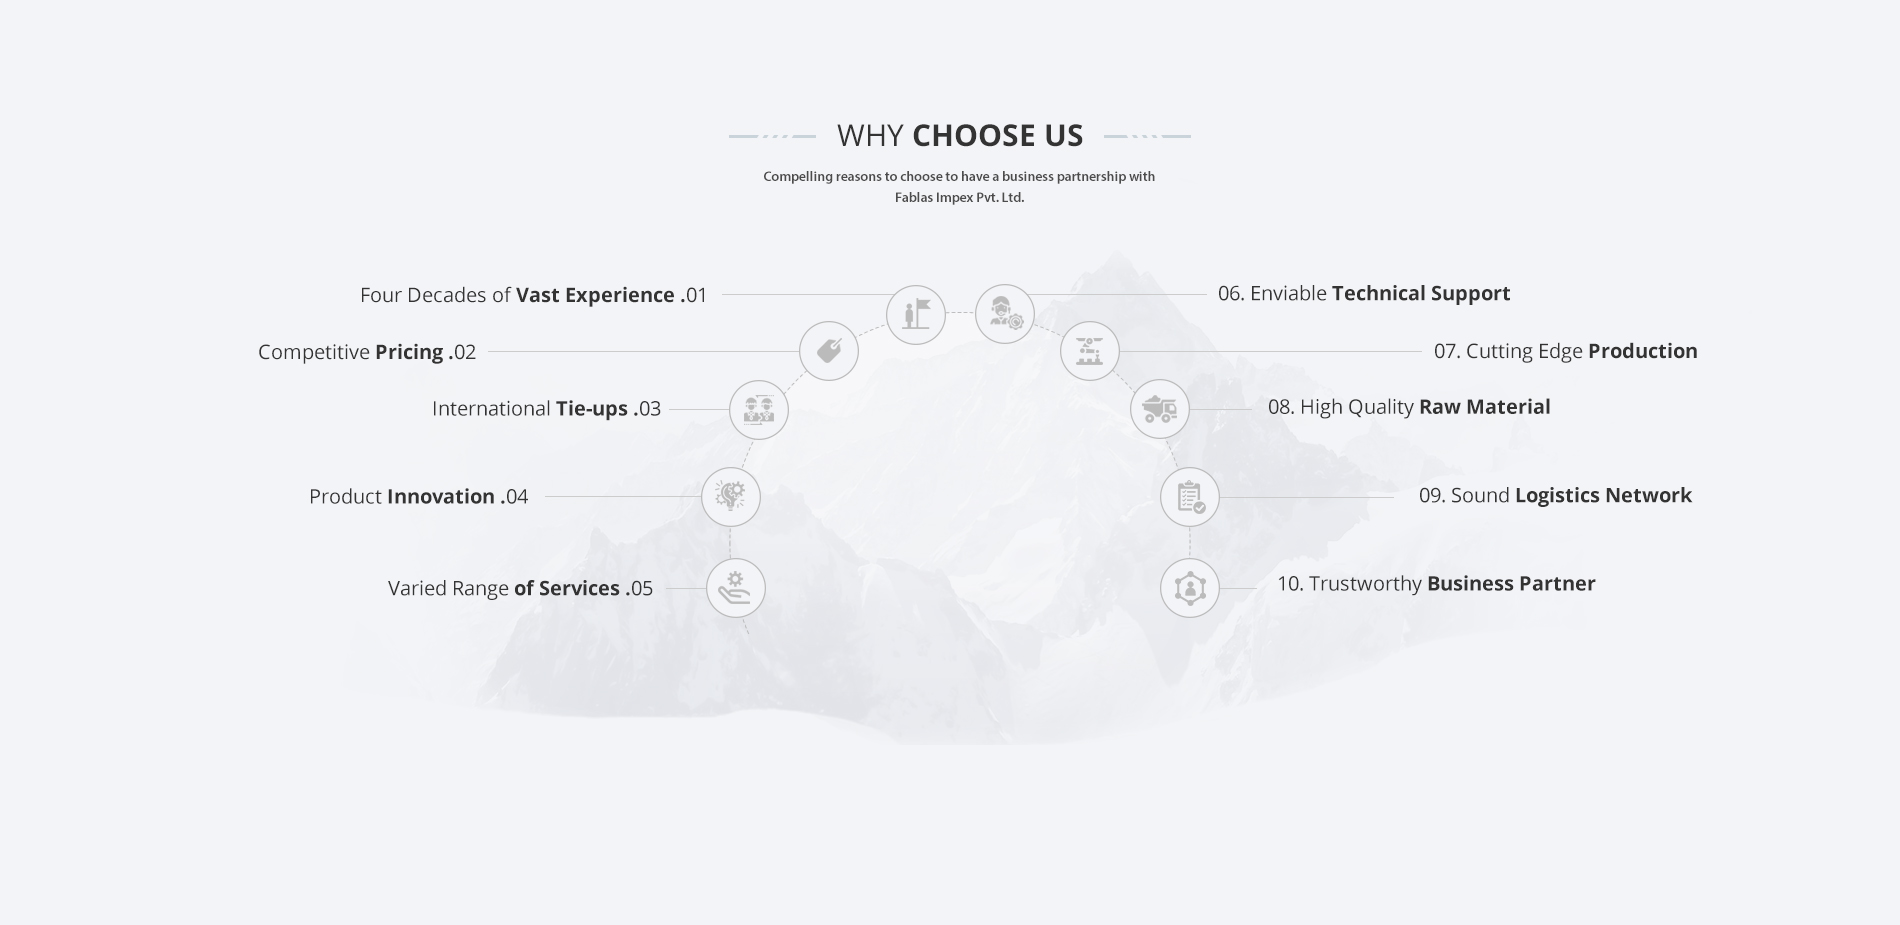 WHY CHOOSE US
Compelling reasons to choose to have a business partnership with
Fablas Impex Pvt. Ltd.
Four Decades of Vast Experience .01
Competitive Pricing .02
International Tie-ups .03
Product Innovation .04
Varied Range of Services .05
06. Enviable Technical Support
07. Cutting Edge Production
08. High Quality Raw Material
09. Sound Logistics Network
10. Trustworthy Business Partner